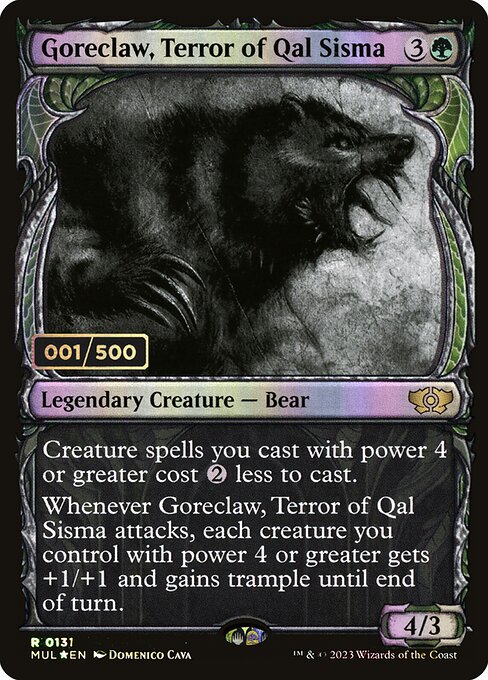 Goreclaw, Terror of Qal Sisma 3
001/500
Legendary Creature — Bear
Creature spells you cast with power 4
or greater cost 2 less to cast.
Whenever Goreclaw, Terror of Qal
Sisma attacks, each creature you
control with power 4 or greater gets
+1/+1 and gains trample until end
of turn.
4/3
R 0131
MUL★EN Domenico Cava
™ & © 2023 Wizards of the Coast